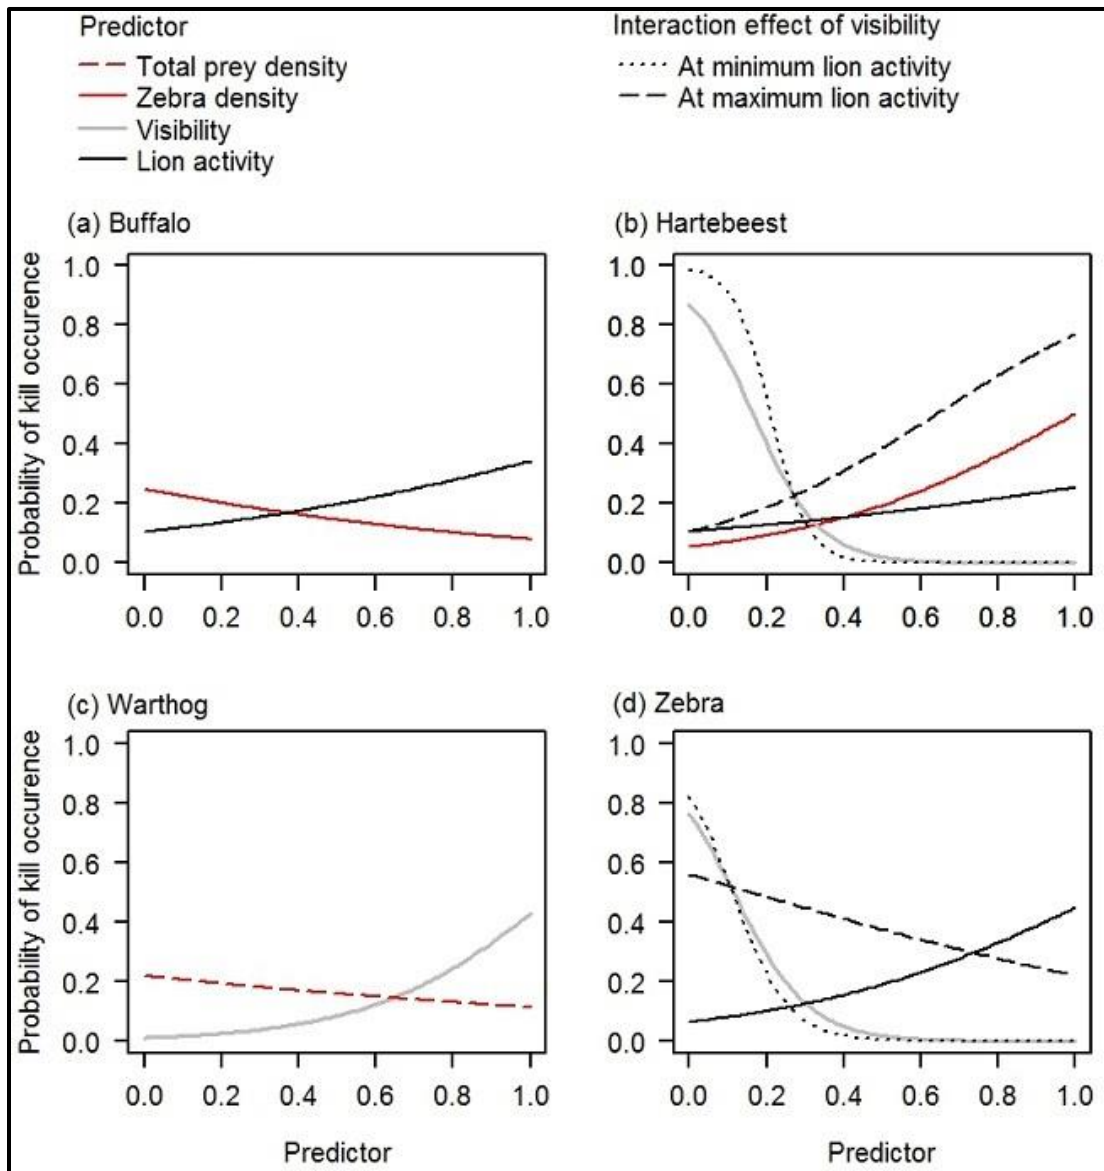 Predictor
Total prey density
Zebra density
Visibility
Lion activity
Interaction effect of visibility
At minimum lion activity
At maximum lion activity
(a) Buffalo
Probability of kill occurence
1.0
0.8
0.6
0.4
0.2
0.0
0.0 0.2 0.4 0.6 0.8 1.0
(b) Hartebeest
1.0
0.8
0.6
0.4
0.2
0.0
0.0 0.2 0.4 0.6 0.8 1.0
(c) Warthog
Probability of kill occurence
1.0
0.8
0.6
0.4
0.2
0.0
0.0 0.2 0.4 0.6 0.8 1.0
Predictor
(d) Zebra
1.0
0.8
0.6
0.4
0.2
0.0
0.0 0.2 0.4 0.6 0.8 1.0
Predictor